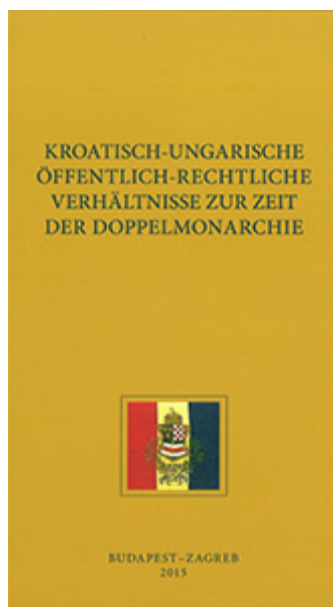 KROATISCH-UNGARISCHE
ÖFFENTLICH-RECHTLICHE
VERHÄLTNISSE ZUR ZEIT
DER DOPPELMONARCHIE
BUDAPEST–ZAGREB
2015